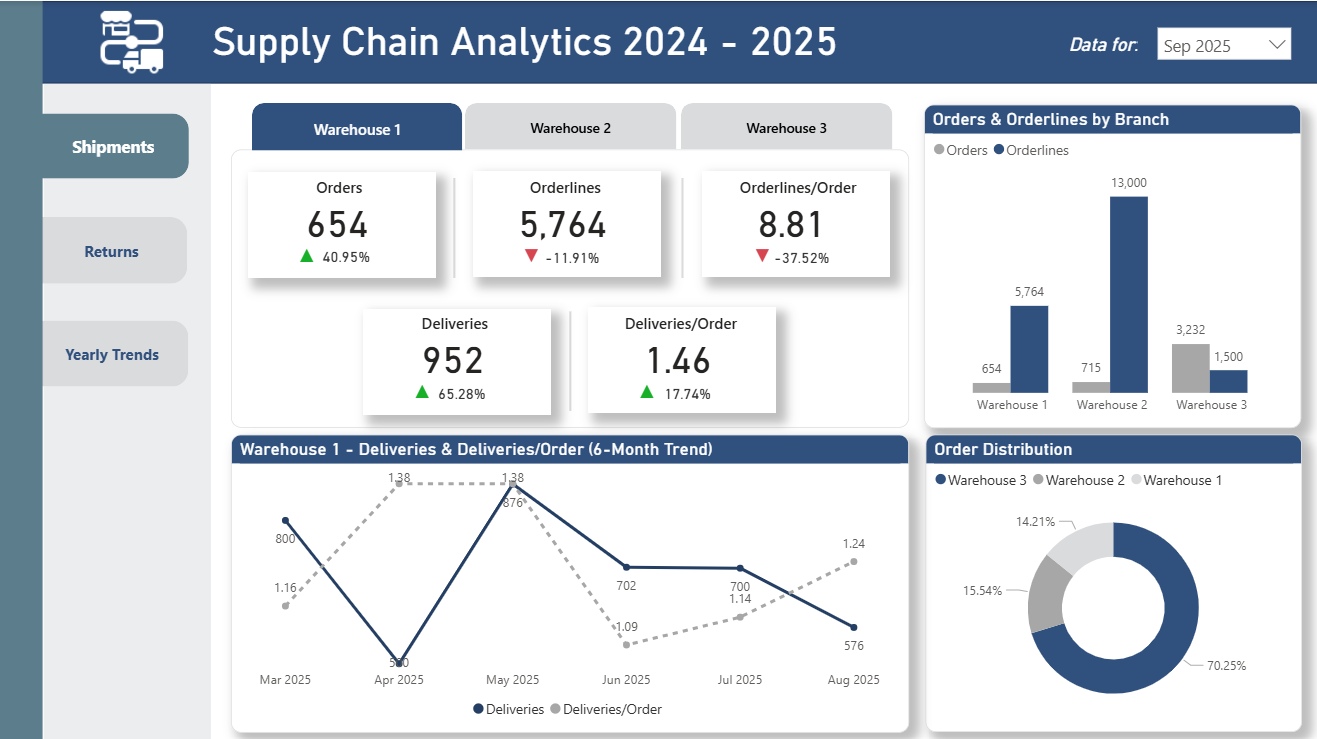 Supply Chain Analytics 2024 - 2025
Data for:
Sep 2025
Shipments
Returns
Yearly Trends
Warehouse 1
Warehouse 2
Warehouse 3
Orders
654
40.95%
Orderlines
5,764
-11.91%
Orderlines/Order
8.81
-37.52%
Deliveries
952
65.28%
Deliveries/Order
1.46
17.74%
Orders & Orderlines by Branch
Orders Orderlines
13,000
5,764
3,232
1,500
654
715
Warehouse 1 Warehouse 2 Warehouse 3
Warehouse 1 - Deliveries & Deliveries/Order (6-Month Trend)
1.38 1.38
876
800
1.24
1.16
702
700
1.14
1.09
576
Mar 2025 Apr 2025 May 2025 Jun 2025 Jul 2025 Aug 2025
Deliveries Deliveries/Order
Order Distribution
Warehouse 3 Warehouse 2 Warehouse 1
14.21%
15.54%
70.25%